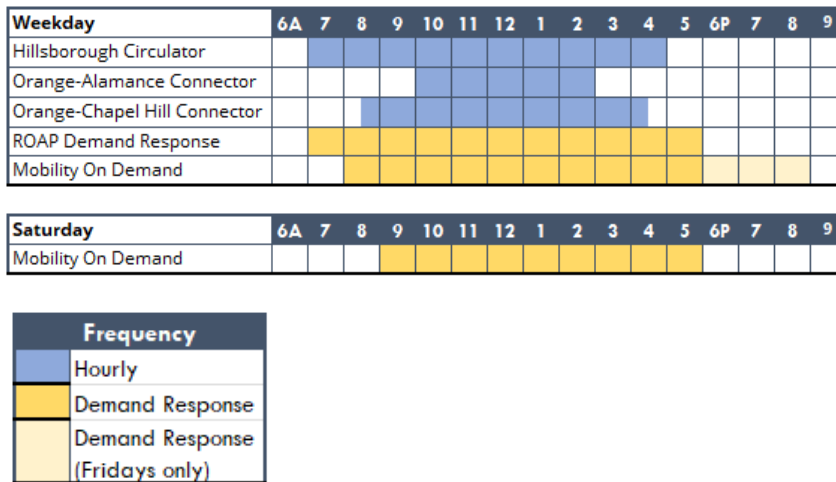 Weekday 6A 7 8 9 10 11 12 1 2 3 4 5 6P 7 8 9
Hillsborough Circulator
Orange-Alamance Connector
Orange-Chapel Hill Connector
ROAP Demand Response
Mobility On Demand
Saturday 6A 7 8 9 10 11 12 1 2 3 4 5 6P 7 8 9
Mobility On Demand
Frequency
Hourly
Demand Response
Demand Response
(Fridays only)